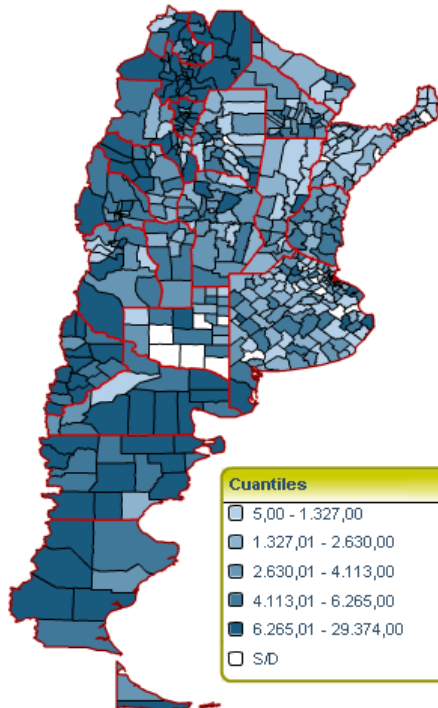 Cuantiles
5,00 - 1.327,00
1.327,01 - 2.630,00
2.630,01 - 4.113,00
4.113,01 - 6.265,00
6.265,01 - 29.374,00
S/D